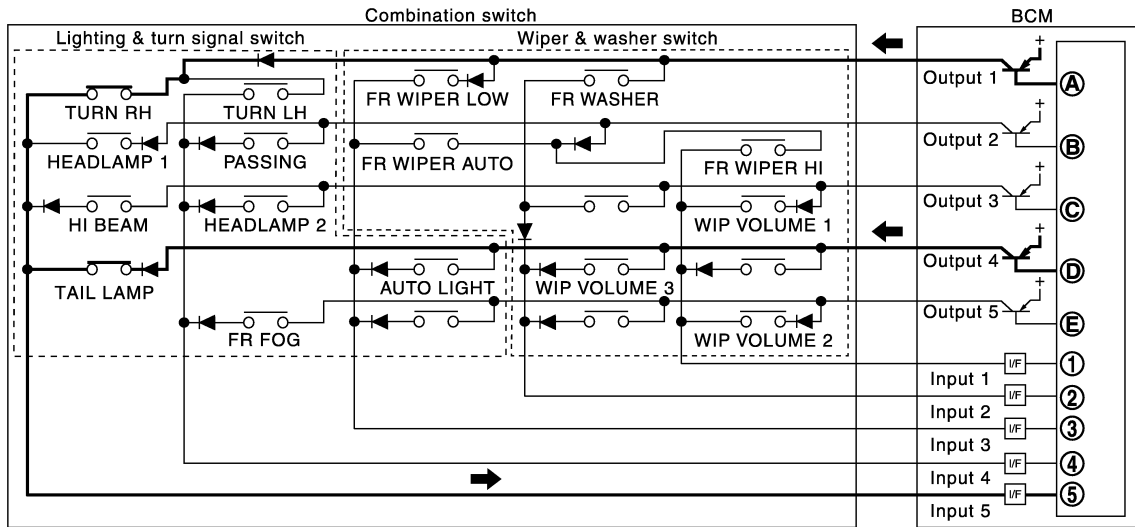 Combination switch
BCM
Lighting & turn signal switch
Wiper & washer switch
+
Output 1
A
TURN RH
TURN LH
FR WIPER LOW
FR WASHER
+
Output 2
B
HEADLAMP 1
PASSING
FR WIPER AUTO
FR WIPER HI
+
Output 3
C
HI BEAM
HEADLAMP 2
WIP VOLUME 1
+
Output 4
D
TAIL LAMP
AUTO LIGHT
WIP VOLUME 3
+
Output 5
E
FR FOG
WIP VOLUME 2
I/F
1
Input 1
I/F
2
Input 2
I/F
3
Input 3
I/F
4
Input 4
I/F
5
Input 5